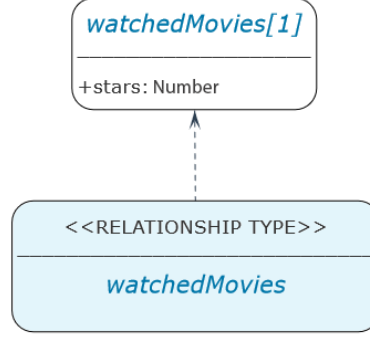 watchedMovies[1]
+stars: Number
<<RELATIONSHIP TYPE>>
watchedMovies